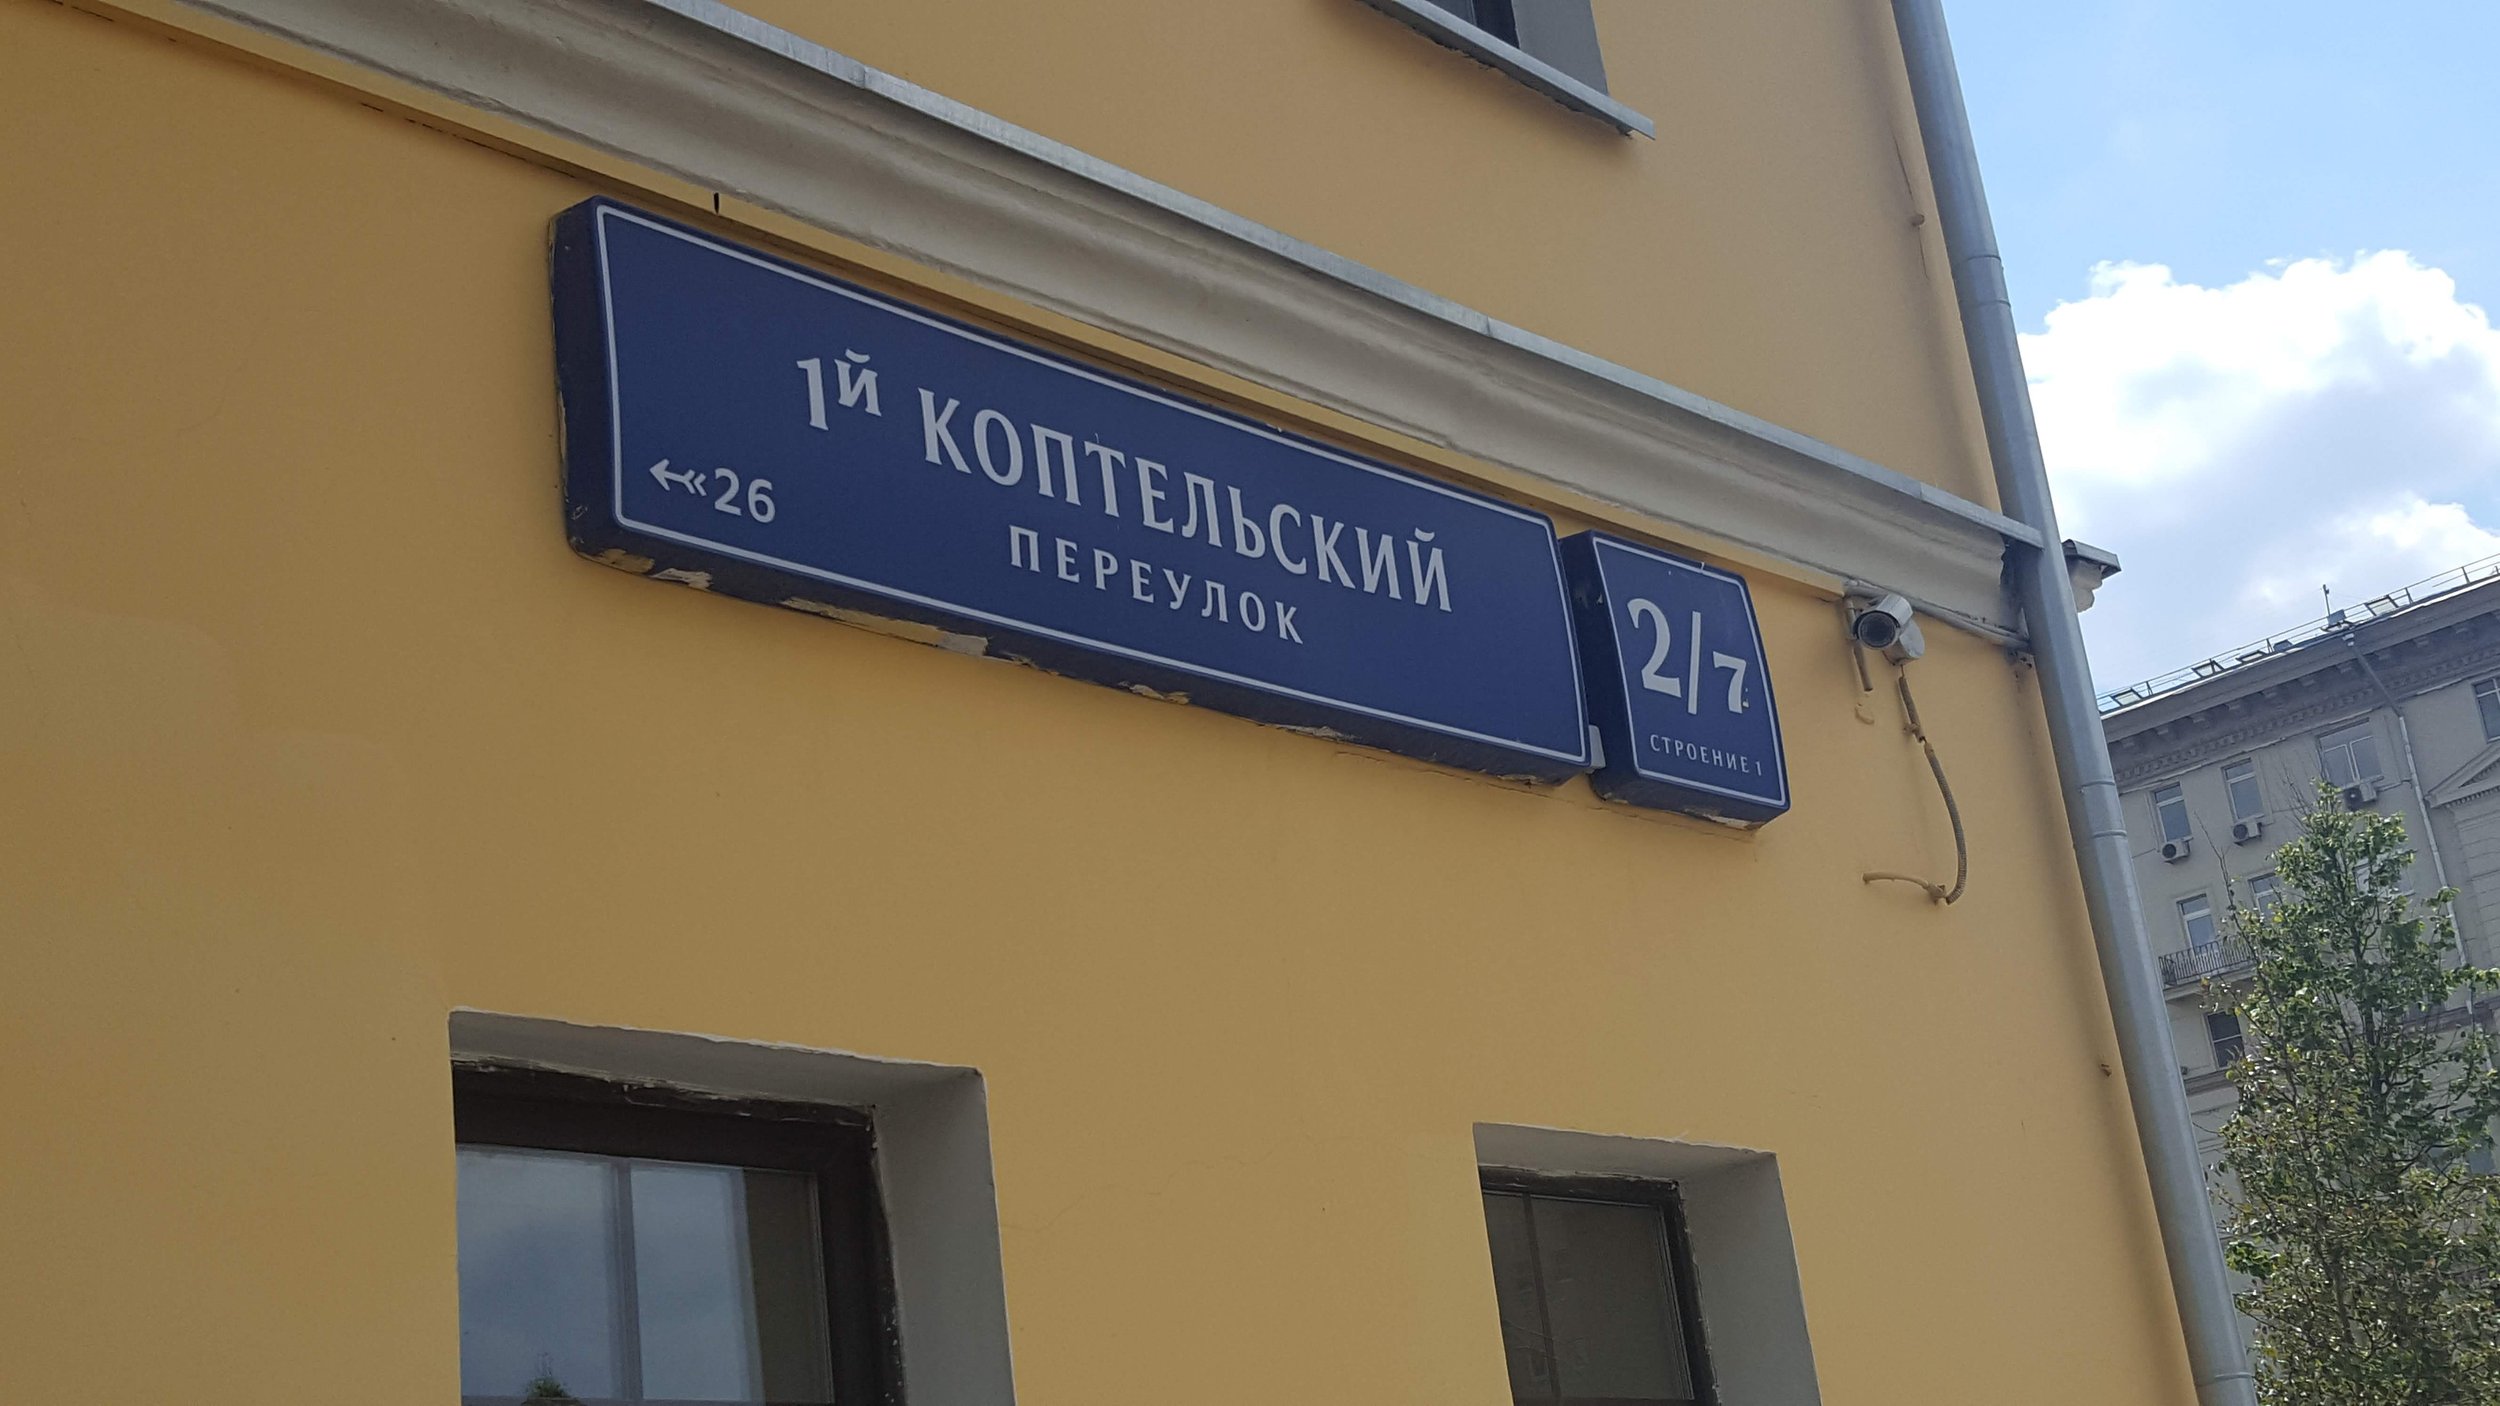 1й КОПТЕЛЬСКИЙ
ПЕРЕУЛОК
26
2/7
СТРОЕНИЕ 1